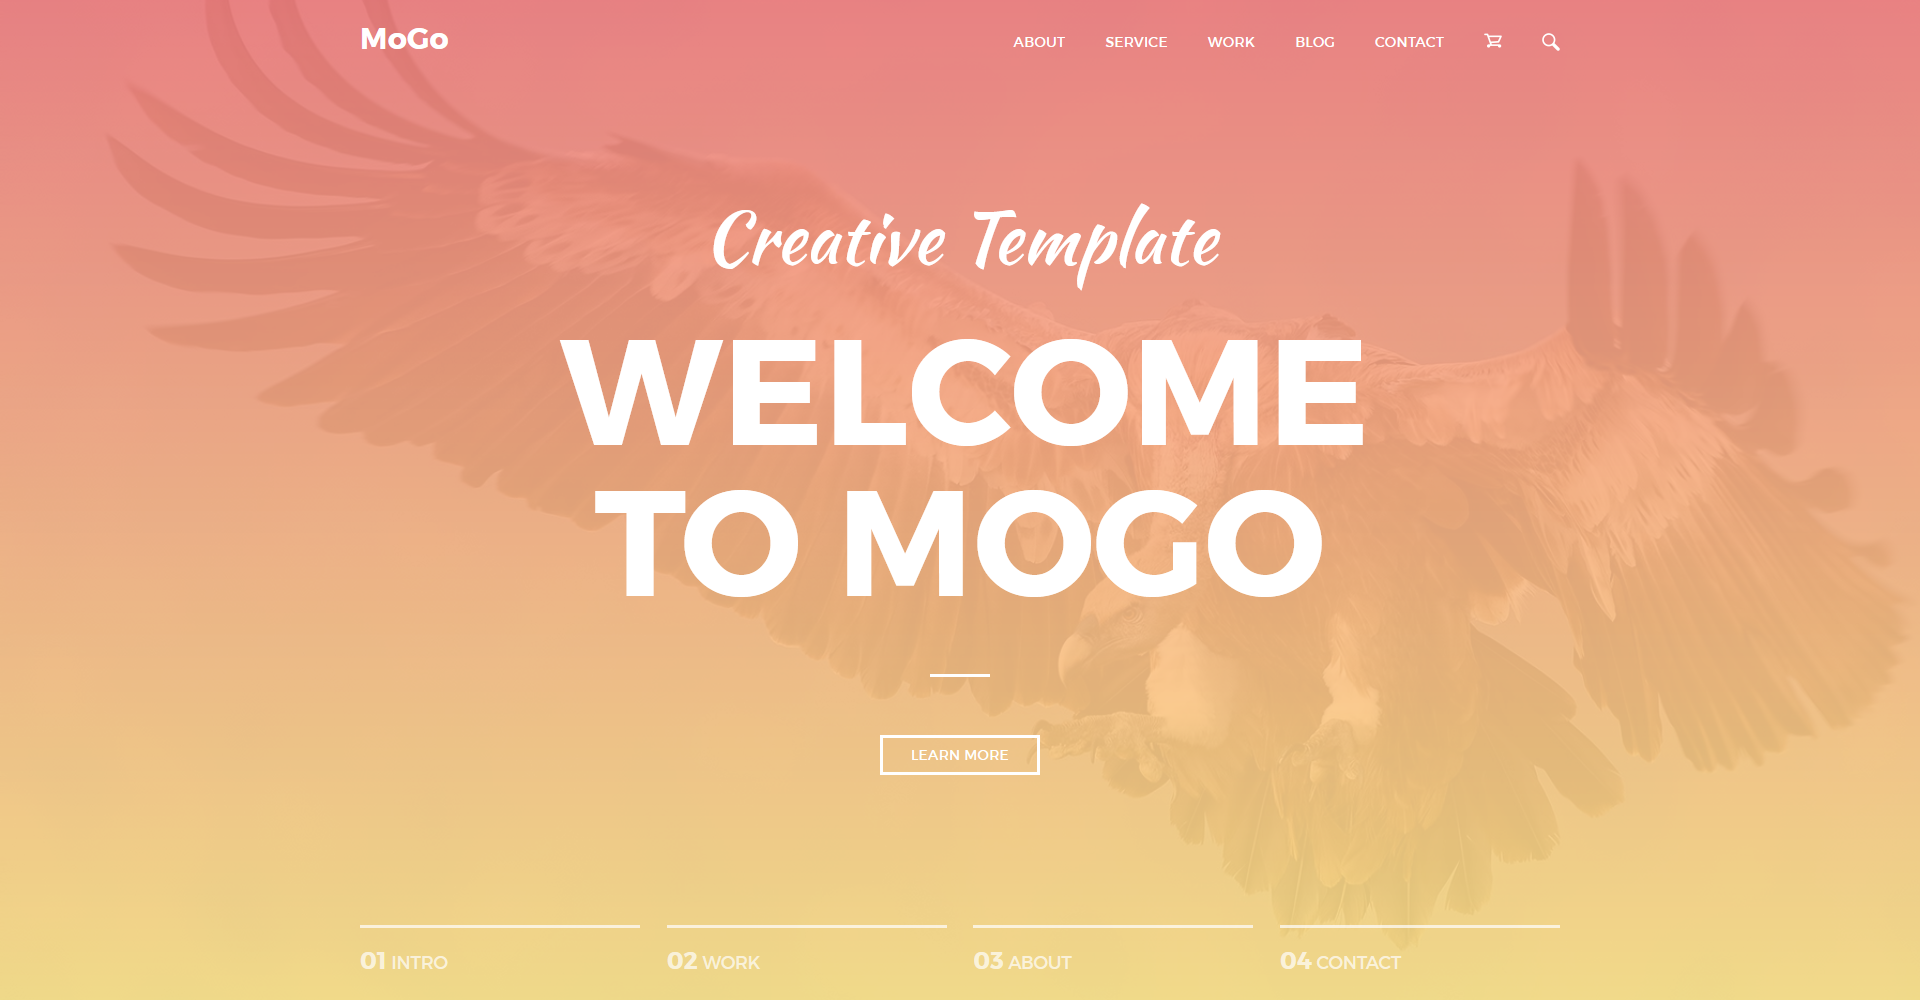 MoGo
ABOUT SERVICE WORK BLOG CONTACT
Creative Template
WELCOME
TO MOGO
LEARN MORE
01 INTRO
02 WORK
03 ABOUT
04 CONTACT